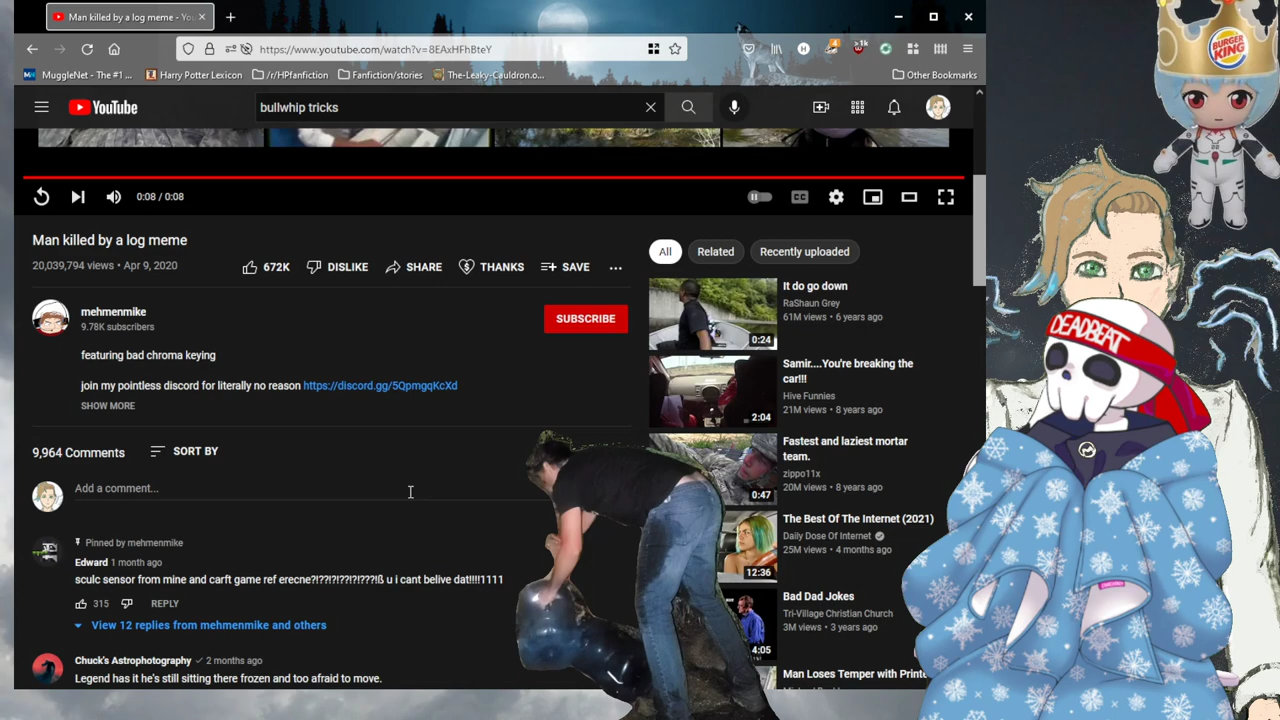 Man killed by a log meme - You
https://www.youtube.com/watch?v=8EAxHFhBteY
MuggleNet - The #1 ...
Harry Potter Lexicon
/r/HPfanfiction
Fanfiction/stories
The-Leaky-Cauldron.o...
Other Bookmarks
YouTube
bullwhip tricks
0:08 / 0:08
CC
Man killed by a log meme
20,039,794 views • Apr 9, 2020
672K
DISLIKE
SHARE
THANKS
SAVE
mehmenmike
9.78K subscribers
SUBSCRIBE
featuring bad chroma keying
join my pointless discord for literally no reason https://discord.gg/5QpmgqKcXd
SHOW MORE
9,964 Comments
SORT BY
Add a comment...
Pinned by mehmenmike
Edward 1 month ago
sculc sensor from mine and carft game ref erecne?!??!?!??!?!???!ß u i cant belive dat!!!!1111
315
REPLY
View 12 replies from mehmenmike and others
Chuck's Astrophotography 2 months ago
Legend has it he's still sitting there frozen and too afraid to move.
All
Related
Recently uploaded
It do go down
RaShaun Grey
61M views • 6 years ago
0:24
Samir....You're breaking the
car!!!
Hive Funnies
21M views • 8 years ago
2:04
Fastest and laziest mortar
team.
zippo11x
20M views • 8 years ago
0:47
The Best Of The Internet (2021)
Daily Dose Of Internet
25M views • 4 months ago
12:36
Bad Dad Jokes
Tri-Village Christian Church
3M views • 3 years ago
4:05
Man Loses Temper with Print
BURGER
KING
DEADBEAT